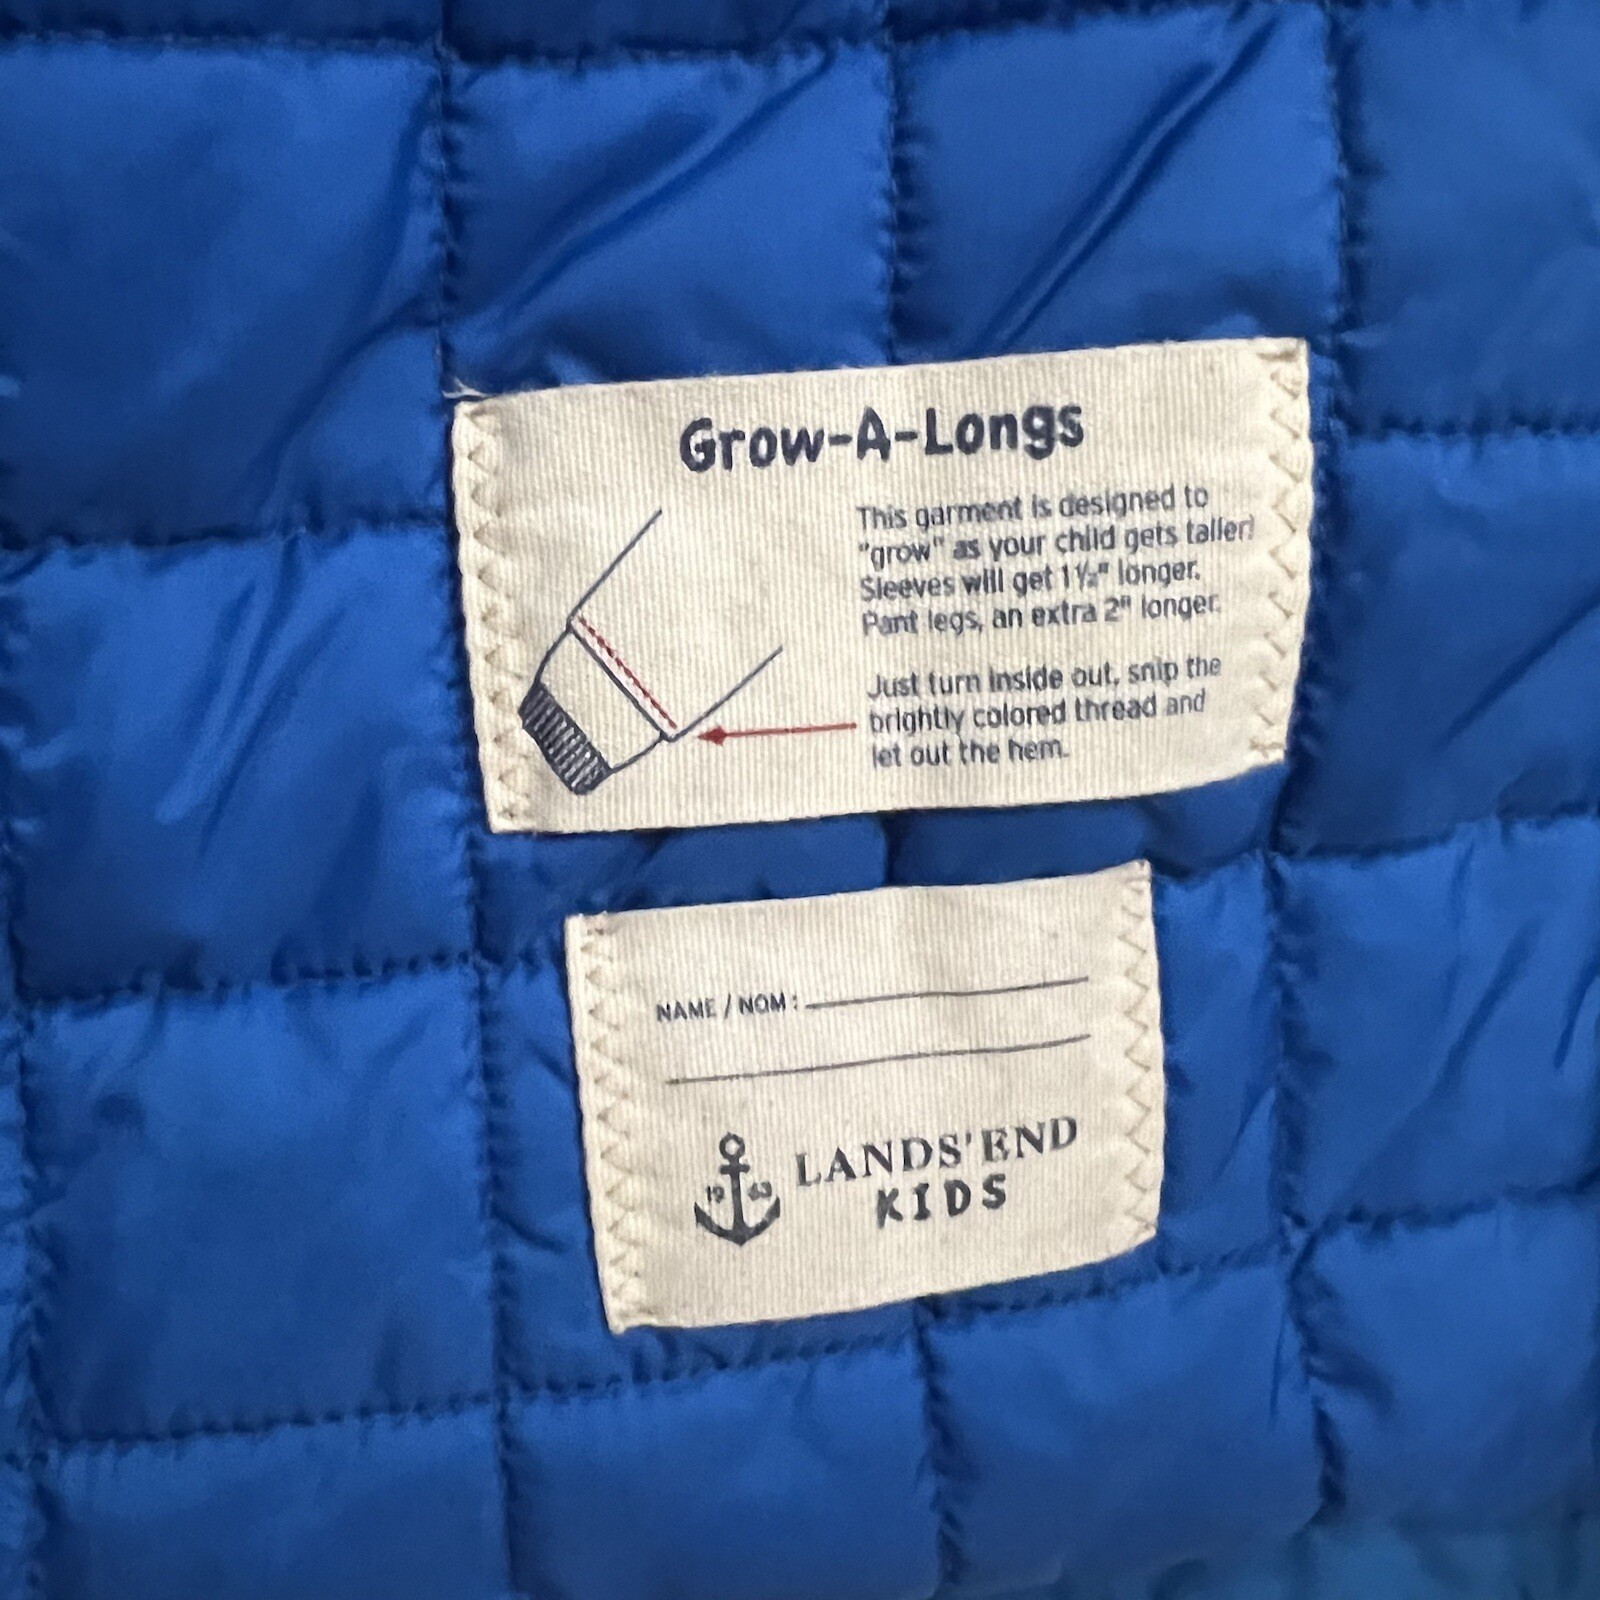 Grow-A-Longs
This garment is designed to
"grow" as your child gets taller!
Sleeves will get 1½" longer.
Pant legs, an extra 2" longer.
Just turn inside out, snip the
brightly colored thread and
let out the hem.
NAME / NOM :
19 63
LANDS' END
KIDS